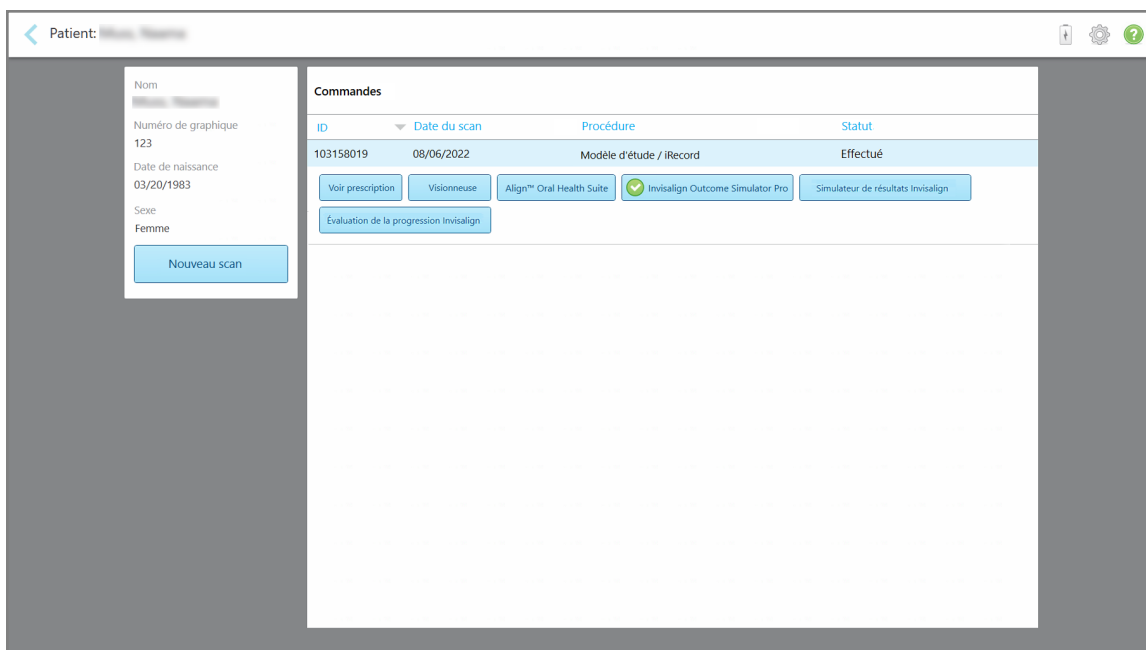 Patient:
Nom
Numéro de graphique
123
Date de naissance
03/20/1983
Sexe
Femme
Nouveau scan
Commandes
ID Date du scan Procédure Statut
103158019 08/06/2022 Modèle d'étude / iRecord Effectué
Voir prescription Visionneuse Align™ Oral Health Suite Invisalign Outcome Simulator Pro Simulateur de résultats Invisalign
Évaluation de la progression Invisalign